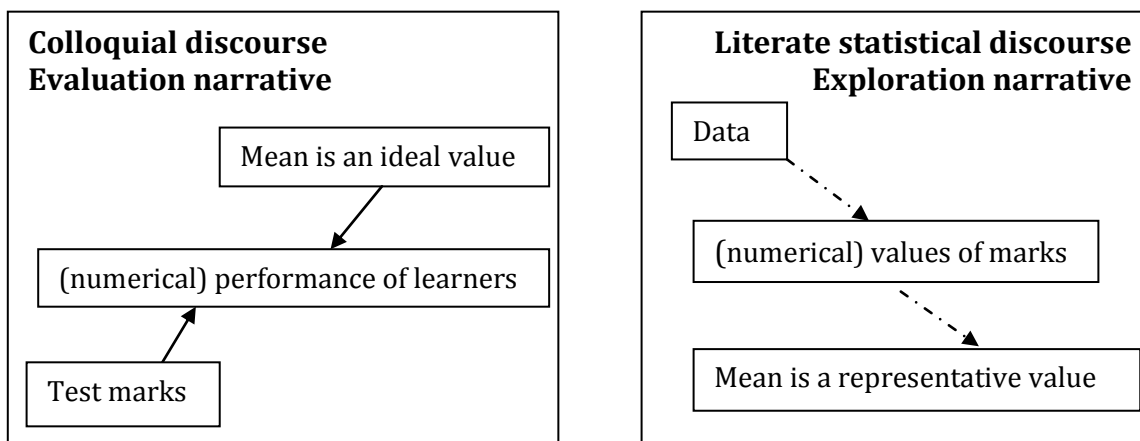 Colloquial discourse
Evaluation narrative
Mean is an ideal value
(numerical) performance of learners
Test marks
Literate statistical discourse
Exploration narrative
Data
(numerical) values of marks
Mean is a representative value